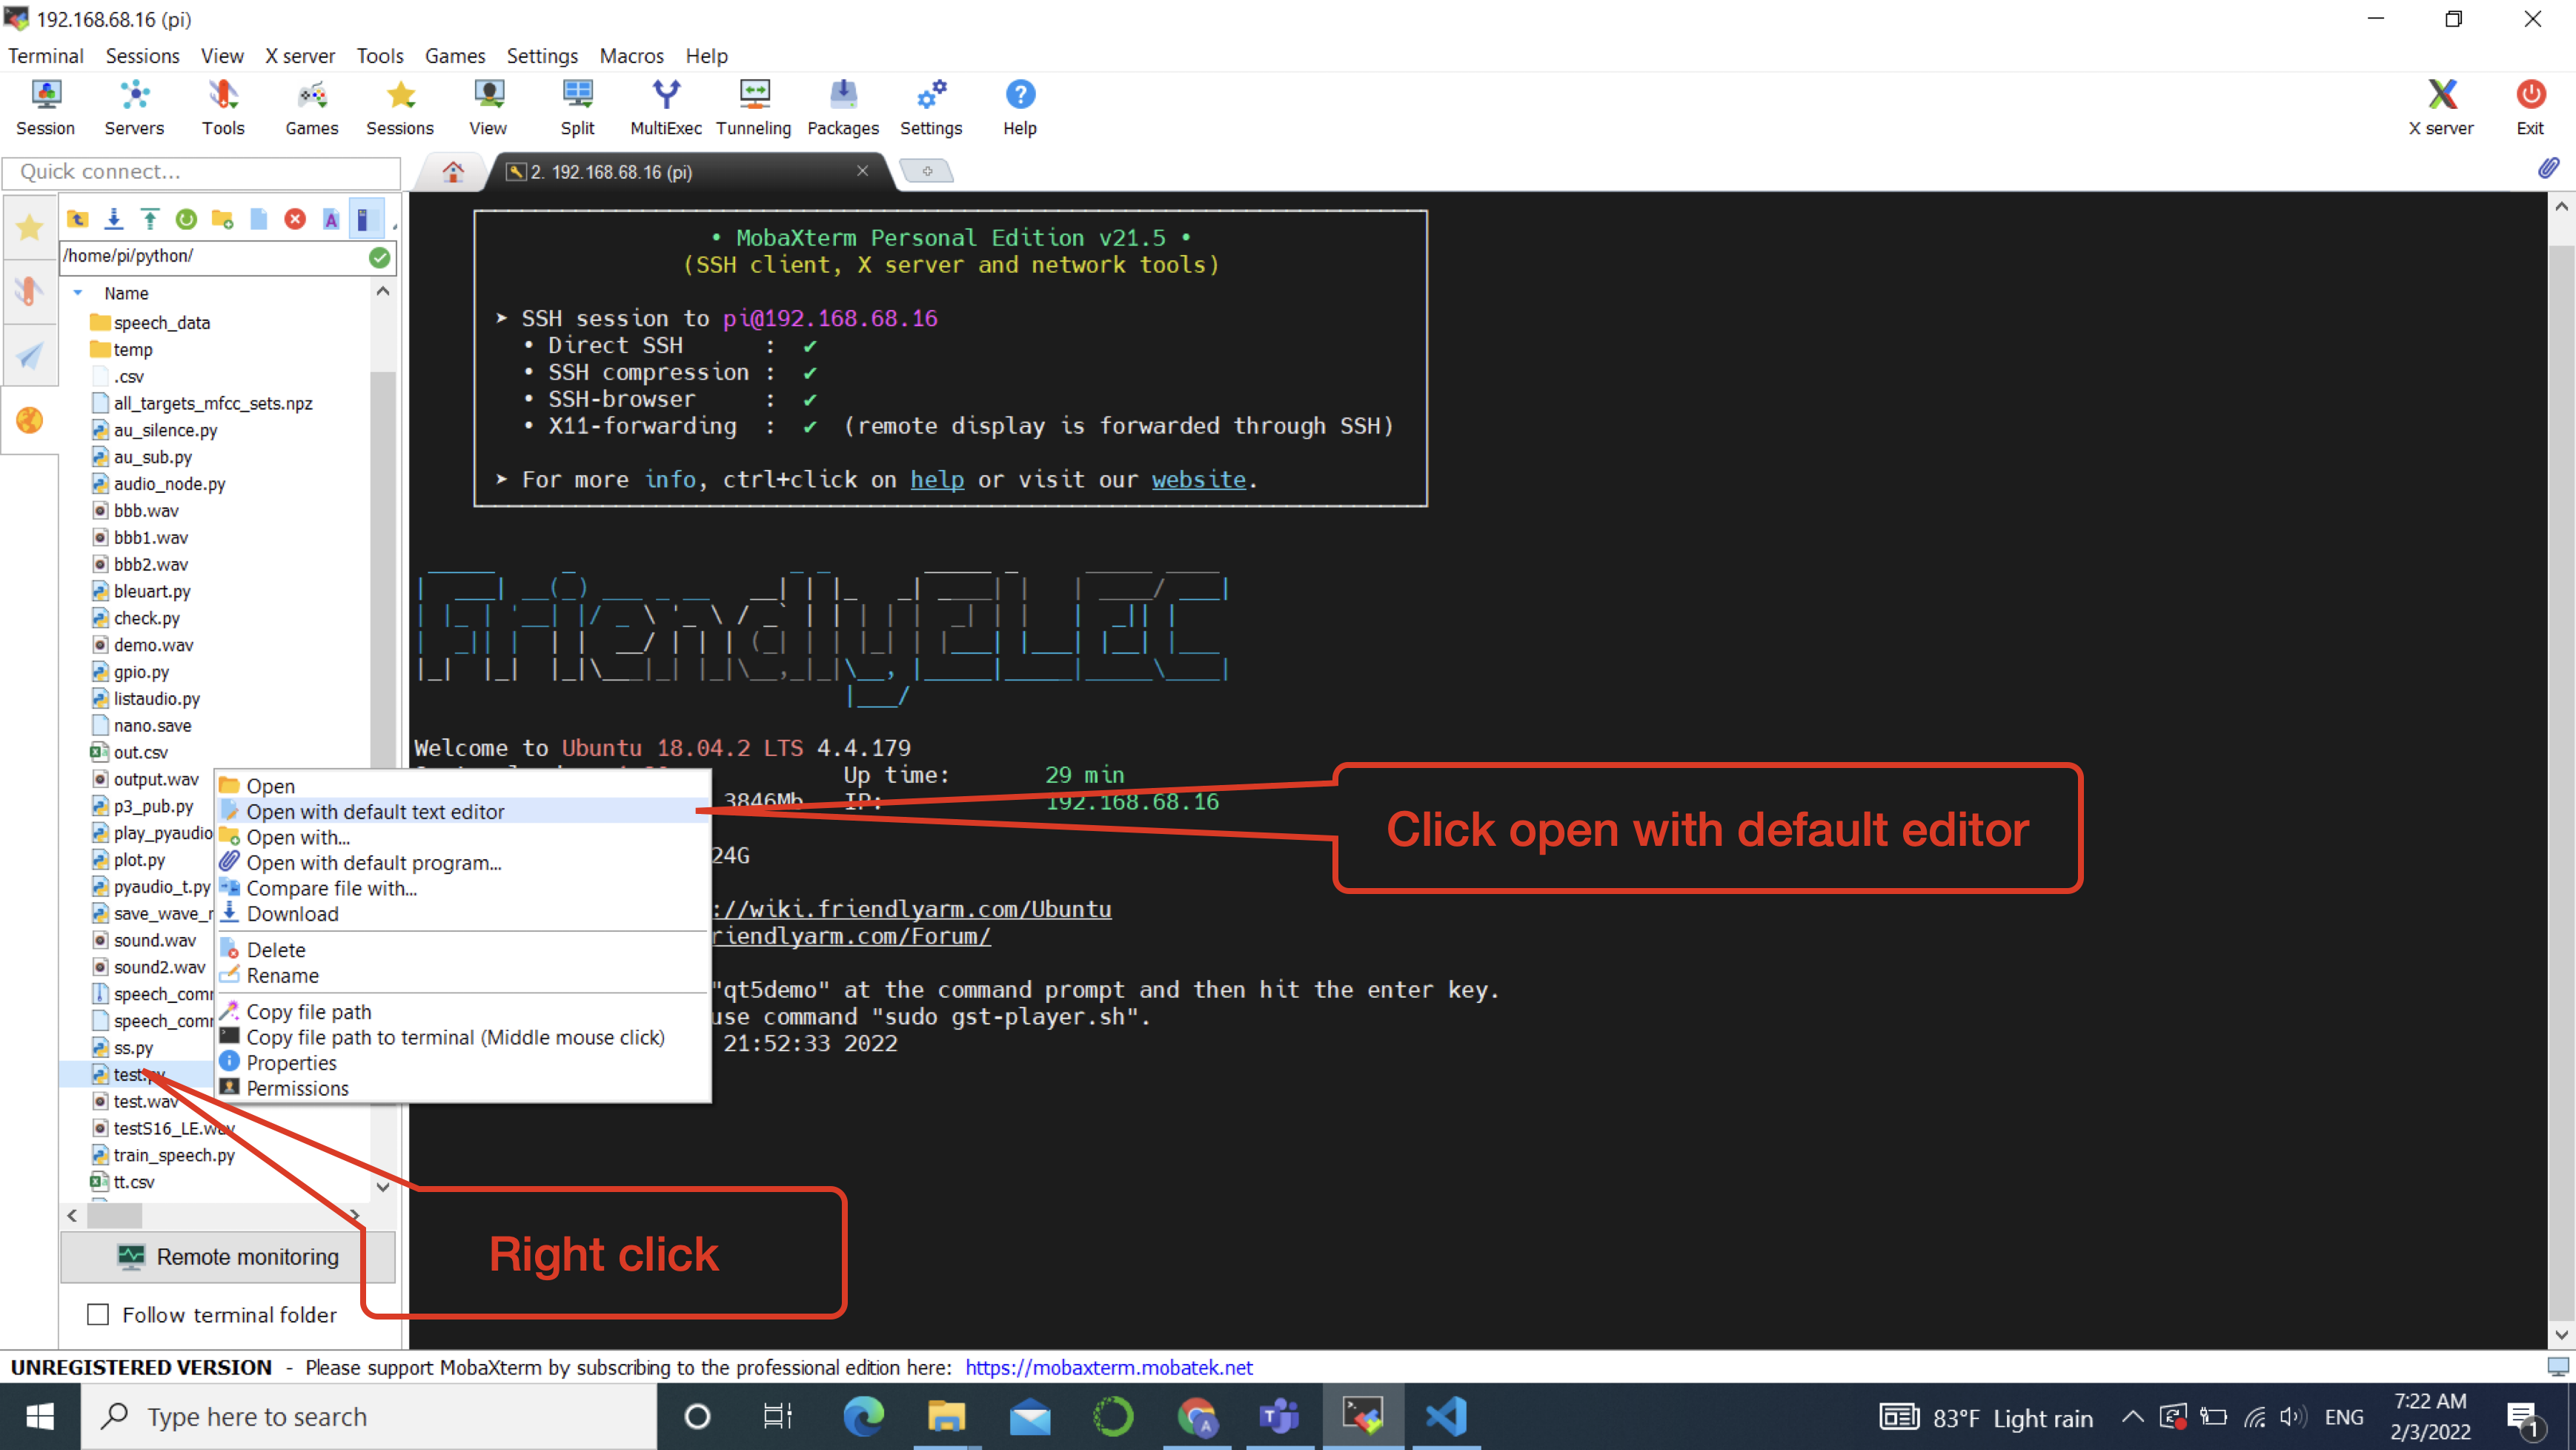 192.168.68.16 (pi)
Terminal Sessions View X server Tools Games Settings Macros Help
Session Servers Tools Games Sessions View Split MultiExec Tunneling Packages Settings Help X server Exit
Quick connect...
2. 192.168.68.16 (pi)
/home/pi/python/
Name
speech_data
temp
.csv
all_targets_mfcc_sets.npz
au_silence.py
au_sub.py
audio_node.py
bbb.wav
bbb1.wav
bbb2.wav
bleuart.py
check.py
demo.wav
gpio.py
listaudio.py
nano.save
out.csv
output.wav
p3_pub.py
play_pyaudio
plot.py
pyaudio_t.py
save_wave_r
sound.wav
sound2.wav
speech_comr
speech_comr
ss.py
test.py
test.wav
testS16_LE.wav
train_speech.py
tt.csv
Remote monitoring
Follow terminal folder
• MobaXterm Personal Edition v21.5 •
(SSH client, X server and network tools)
➤ SSH session to pi@192.168.68.16
• Direct SSH : ✔
• SSH compression : ✔
• SSH-browser : ✔
• X11-forwarding : ✔ (remote display is forwarded through SSH)
➤ For more info, ctrl+click on help or visit our website.
FriendlyELEC
Welcome to Ubuntu 18.04.2 LTS 4.4.179
Up time: 29 min
3846Mb IP: 192.168.68.16
24G
://wiki.friendlyarm.com/Ubuntu
riendlyarm.com/Forum/
"qt5demo" at the command prompt and then hit the enter key.
use command "sudo gst-player.sh".
21:52:33 2022
Open
Open with default text editor
Open with...
Open with default program...
Compare file with...
Download
Delete
Rename
Copy file path
Copy file path to terminal (Middle mouse click)
Properties
Permissions
Click open with default editor
Right click
UNREGISTERED VERSION - Please support MobaXterm by subscribing to the professional edition here: https://mobaxterm.mobatek.net
Type here to search
83°F Light rain
ENG
7:22 AM
2/3/2022
1